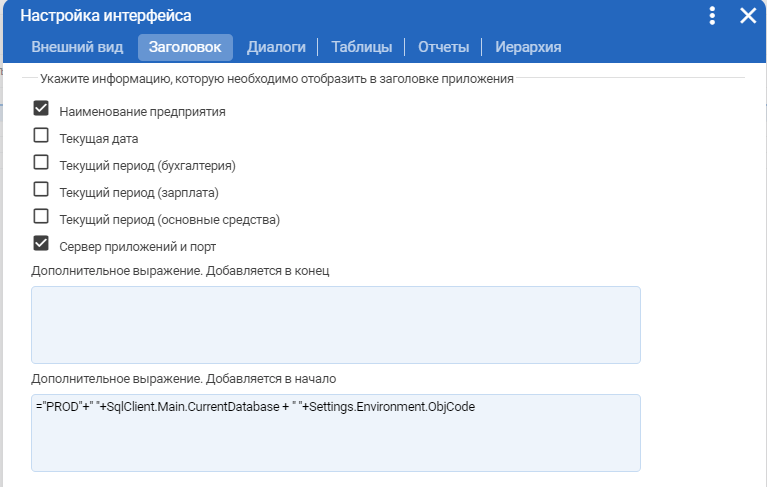 Настройка интерфейса
Внешний вид Заголовок Диалоги Таблицы Отчеты Иерархия
Укажите информацию, которую необходимо отобразить в заголовке приложения
Наименование предприятия
Текущая дата
Текущий период (бухгалтерия)
Текущий период (зарплата)
Текущий период (основные средства)
Сервер приложений и порт
Дополнительное выражение. Добавляется в конец
Дополнительное выражение. Добавляется в начало
="PROD"+" "+SqlClient.Main.CurrentDatabase + " "+Settings.Environment.ObjCode